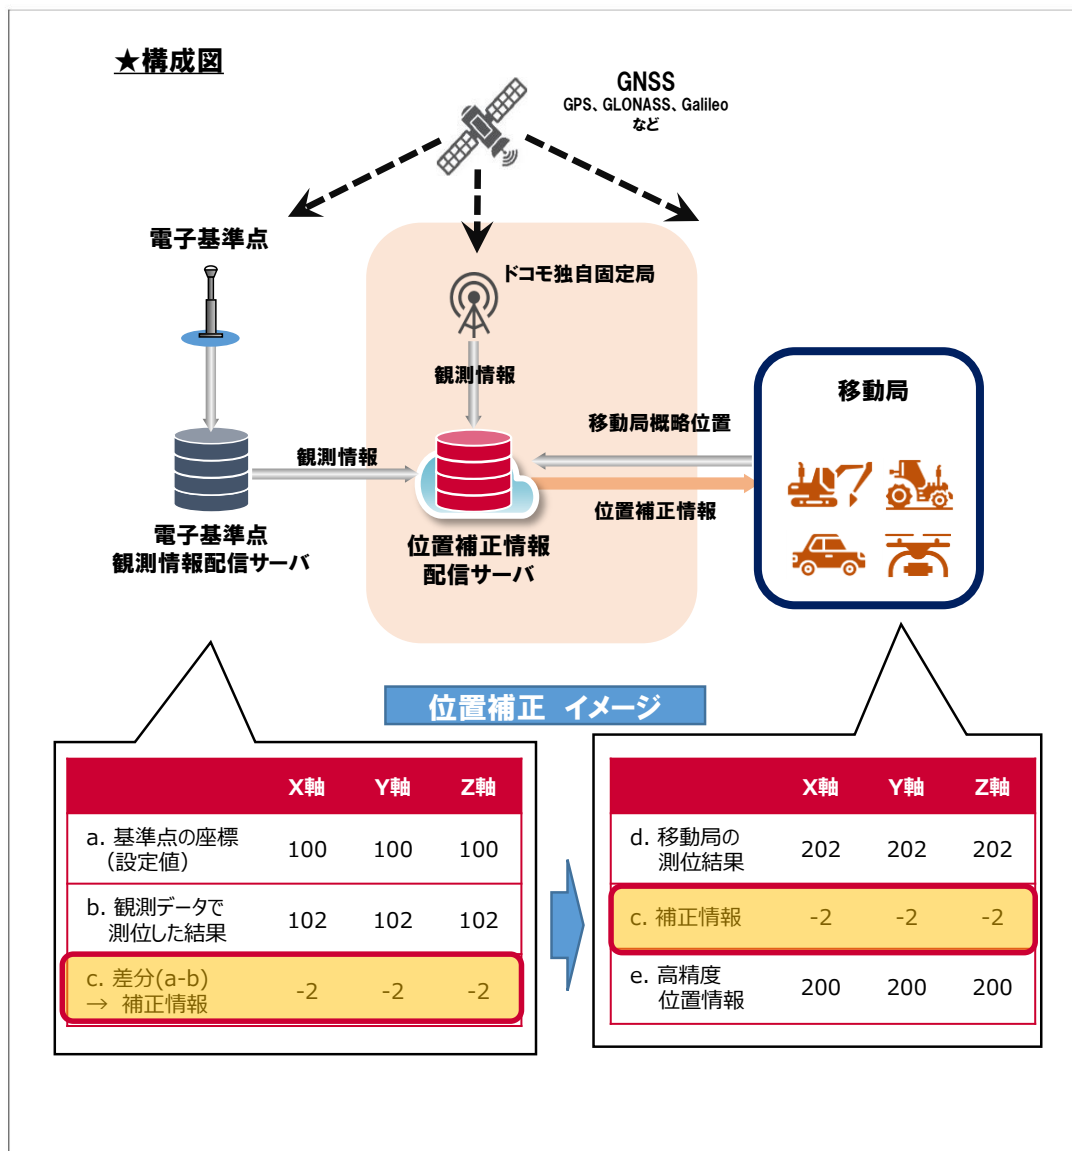 ★構成図
GNSS
GPS、GLONASS、Galileo
など
電子基準点
ドコモ独自固定局
観測情報
移動局
移動局概略位置
観測情報
位置補正情報
電子基準点
観測情報配信サーバ
位置補正情報
配信サーバ
位置補正 イメージ
X軸 Y軸 Z軸
a. 基準点の座標
（設定値） 100 100 100
b. 観測データで
測位した結果 102 102 102
c. 差分(a-b)
→ 補正情報 -2 -2 -2
X軸 Y軸 Z軸
d. 移動局の
測位結果 202 202 202
c. 補正情報 -2 -2 -2
e. 高精度
位置情報 200 200 200